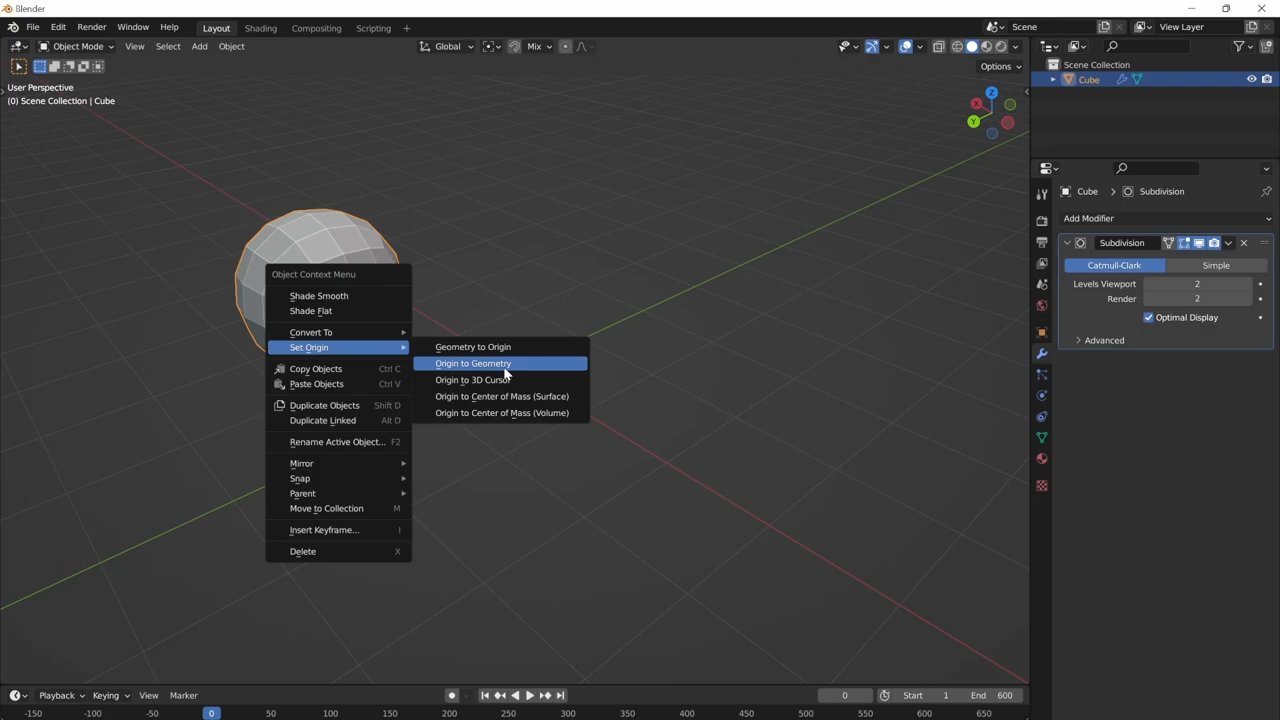 Blender
File Edit Render Window Help Layout Shading Compositing Scripting + Scene View Layer
Object Mode View Select Add Object Global Mix
Options
User Perspective
(0) Scene Collection | Cube
X Y Z
Scene Collection
Cube
Cube > Subdivision
Add Modifier
Subdivision
Catmull-Clark Simple
Levels Viewport 2
Render 2
Optimal Display
Advanced
Object Context Menu
Shade Smooth
Shade Flat
Convert To
Set Origin
Copy Objects Ctrl C
Paste Objects Ctrl V
Duplicate Objects Shift D
Duplicate Linked Alt D
Rename Active Object... F2
Mirror
Snap
Parent
Move to Collection M
Insert Keyframe... I
Delete X
Geometry to Origin
Origin to Geometry
Origin to 3D Cursor
Origin to Center of Mass (Surface)
Origin to Center of Mass (Volume)
Playback Keying View Marker 0 Start 1 End 600
-150 -100 -50 0 50 100 150 200 250 300 350 400 450 500 550 600 650